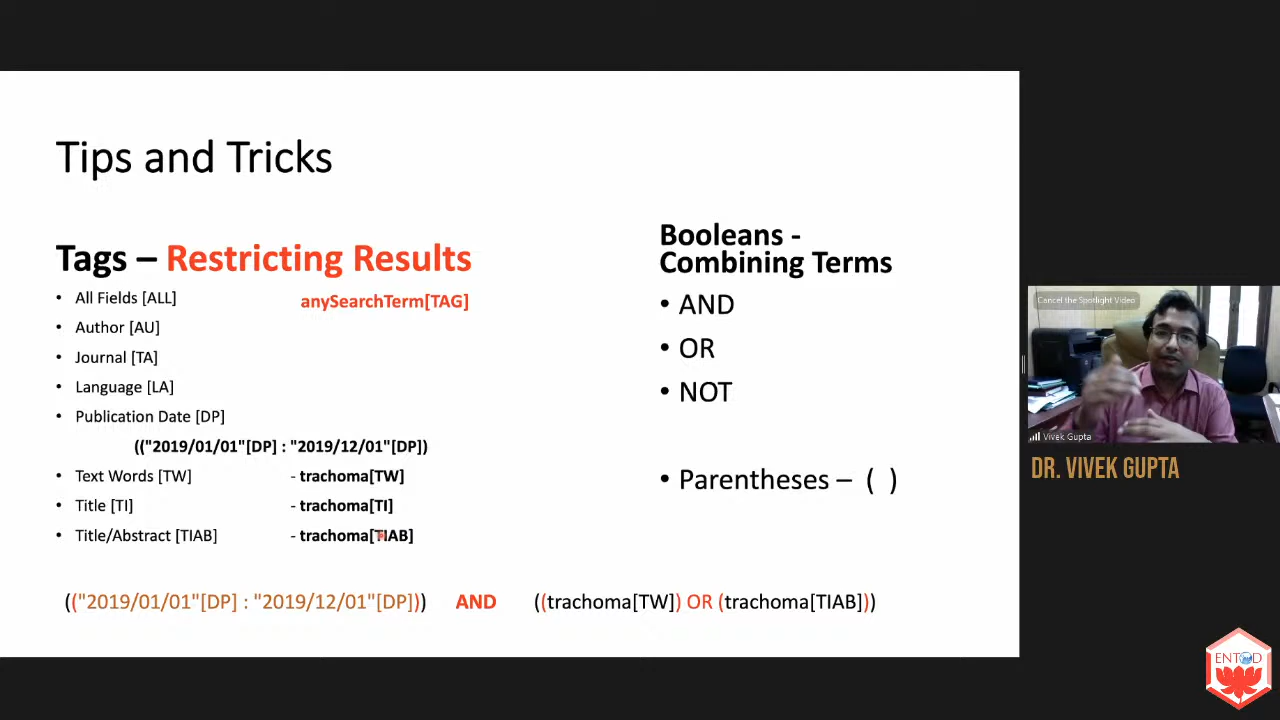 Tips and Tricks
Tags – Restricting Results
• All Fields [ALL] anySearchTerm[TAG]
• Author [AU]
• Journal [TA]
• Language [LA]
• Publication Date [DP]
(("2019/01/01"[DP] : "2019/12/01"[DP])
• Text Words [TW] - trachoma[TW]
• Title [TI] - trachoma[TI]
• Title/Abstract [TIAB] - trachoma[TIAB]
Booleans -
Combining Terms
• AND
• OR
• NOT
• Parentheses – ( )
(("2019/01/01"[DP] : "2019/12/01"[DP])) AND ((trachoma[TW]) OR (trachoma[TIAB]))
Cancel the Spotlight Video
Vivek Gupta
DR. VIVEK GUPTA
ENTOD